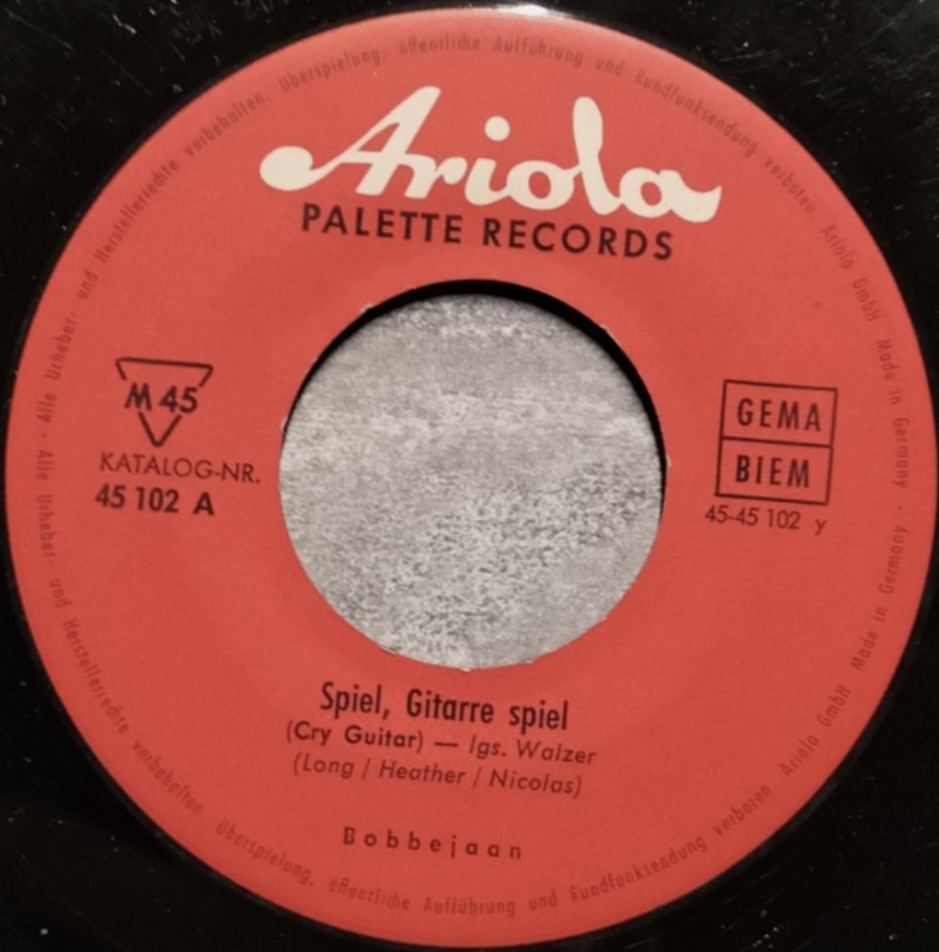 Alle Urheber- und Herstellerrechte vorbehalten. Überspielung, öffentliche Aufführung und Rundfunksendung verboten. Ariola GmbH Made in Germany ·
Ariola
PALETTE RECORDS
M 45
KATALOG-NR.
45 102 A
GEMA
BIEM
45-45 102 y
Spiel, Gitarre spiel
(Cry Guitar) — lgs. Walzer
(Long / Heather / Nicolas)
Bobbejaan
Alle Urheber- und Herstellerrechte vorbehalten. Überspielung, öffentliche Aufführung und Rundfunksendung verboten Ariola GmbH Made in Germany ·